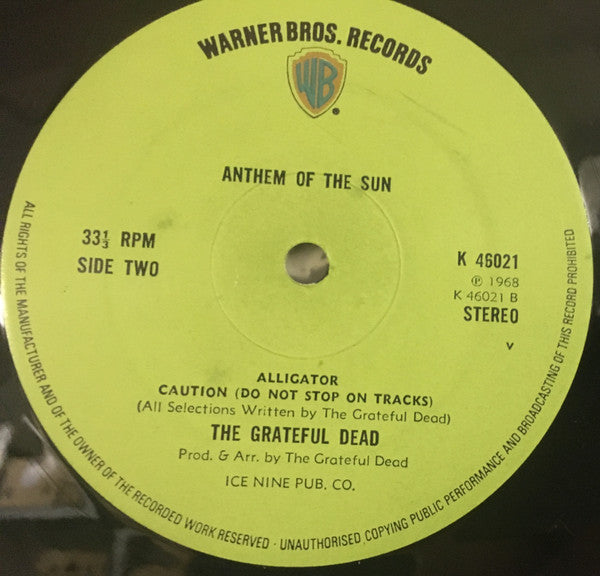 WARNER BROS. RECORDS
WB
ANTHEM OF THE SUN
33⅓ RPM
SIDE TWO
K 46021
℗ 1968
K 46021 B
STEREO
V
ALLIGATOR
CAUTION (DO NOT STOP ON TRACKS)
(All Selections Written by The Grateful Dead)
THE GRATEFUL DEAD
Prod. & Arr. by The Grateful Dead
ICE NINE PUB. CO.
ALL RIGHTS OF THE MANUFACTURER AND OF THE OWNER OF THE RECORDED WORK RESERVED · UNAUTHORISED COPYING PUBLIC PERFORMANCE AND BROADCASTING OF THIS RECORD PROHIBITED